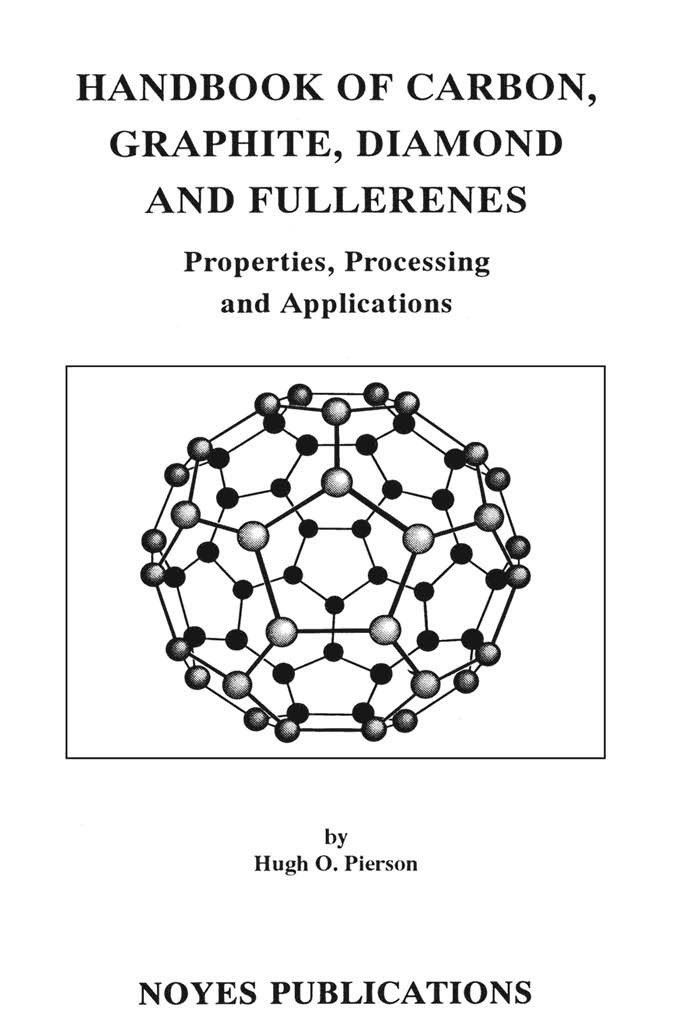 HANDBOOK OF CARBON,
GRAPHITE, DIAMOND
AND FULLERENES
Properties, Processing
and Applications
by
Hugh O. Pierson
NOYES PUBLICATIONS